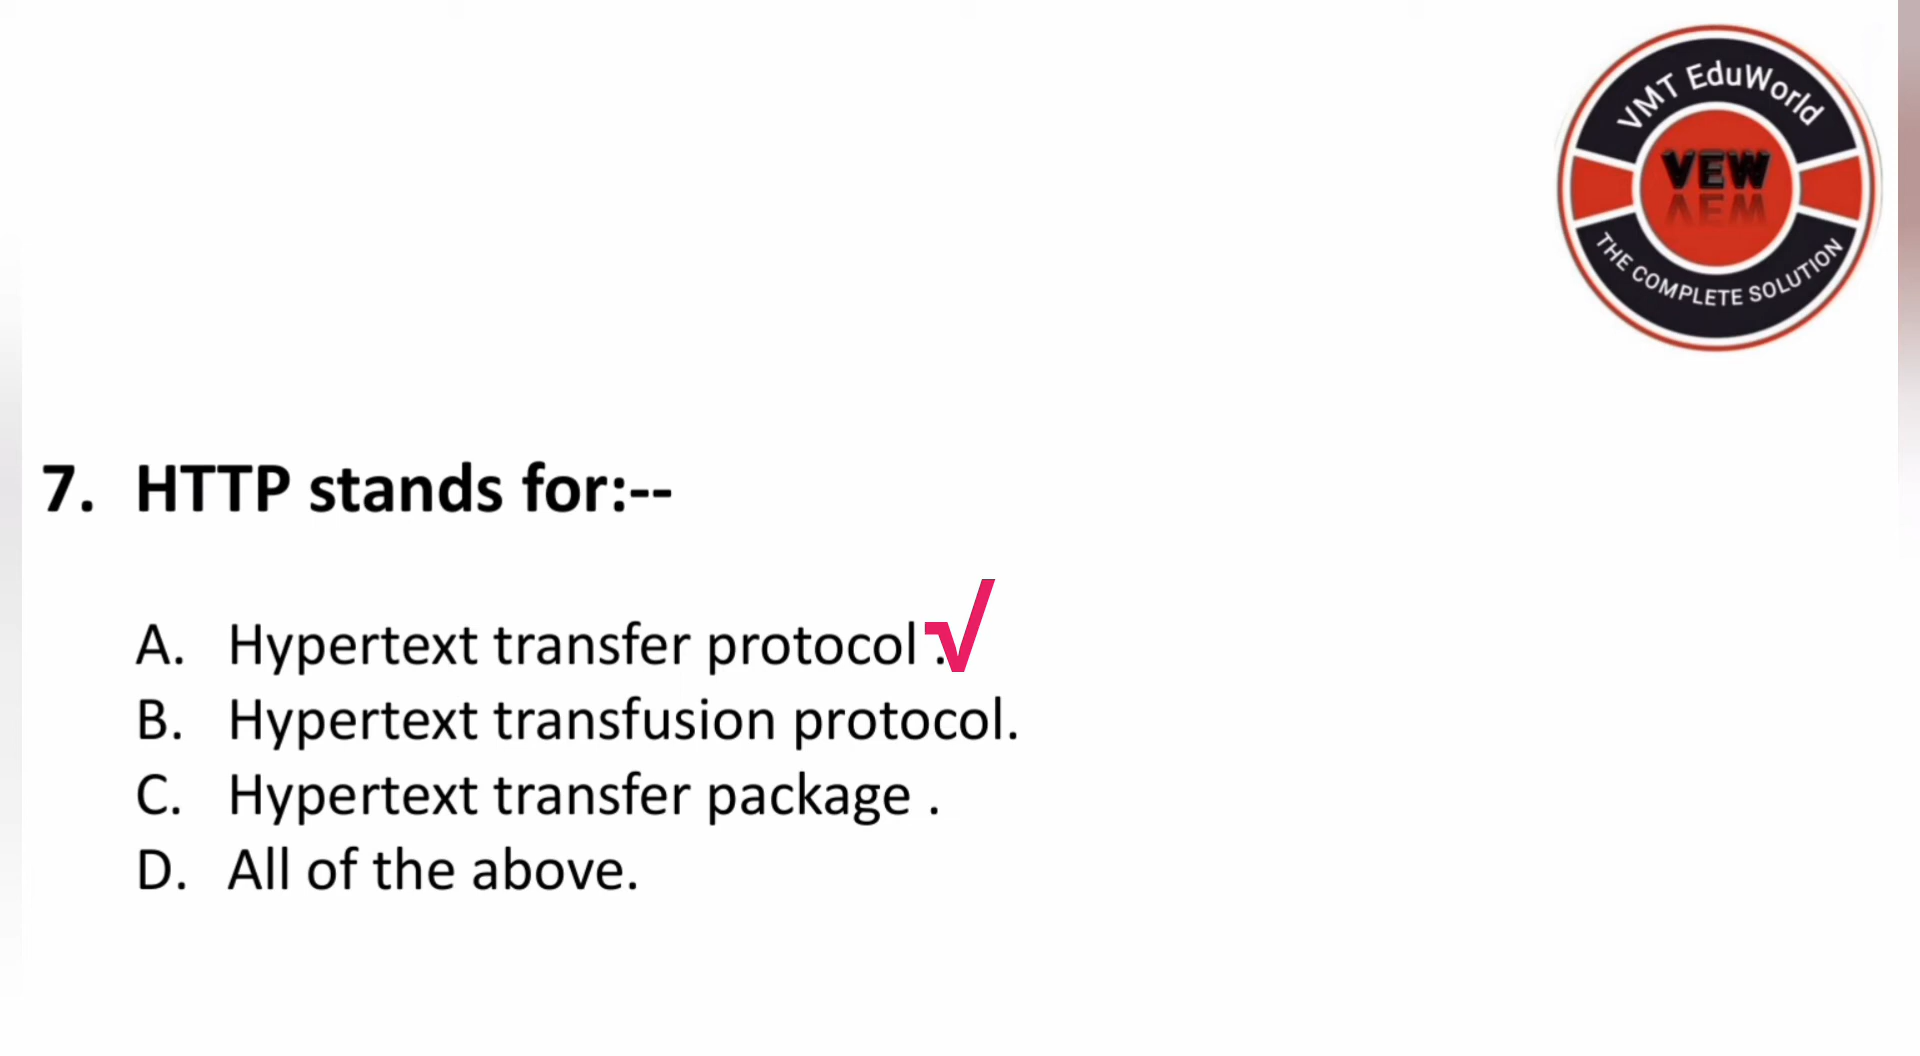 VMT EduWorld
VEW
THE COMPLETE SOLUTION
7. HTTP stands for:--
A. Hypertext transfer protocol .√
B. Hypertext transfusion protocol.
C. Hypertext transfer package .
D. All of the above.